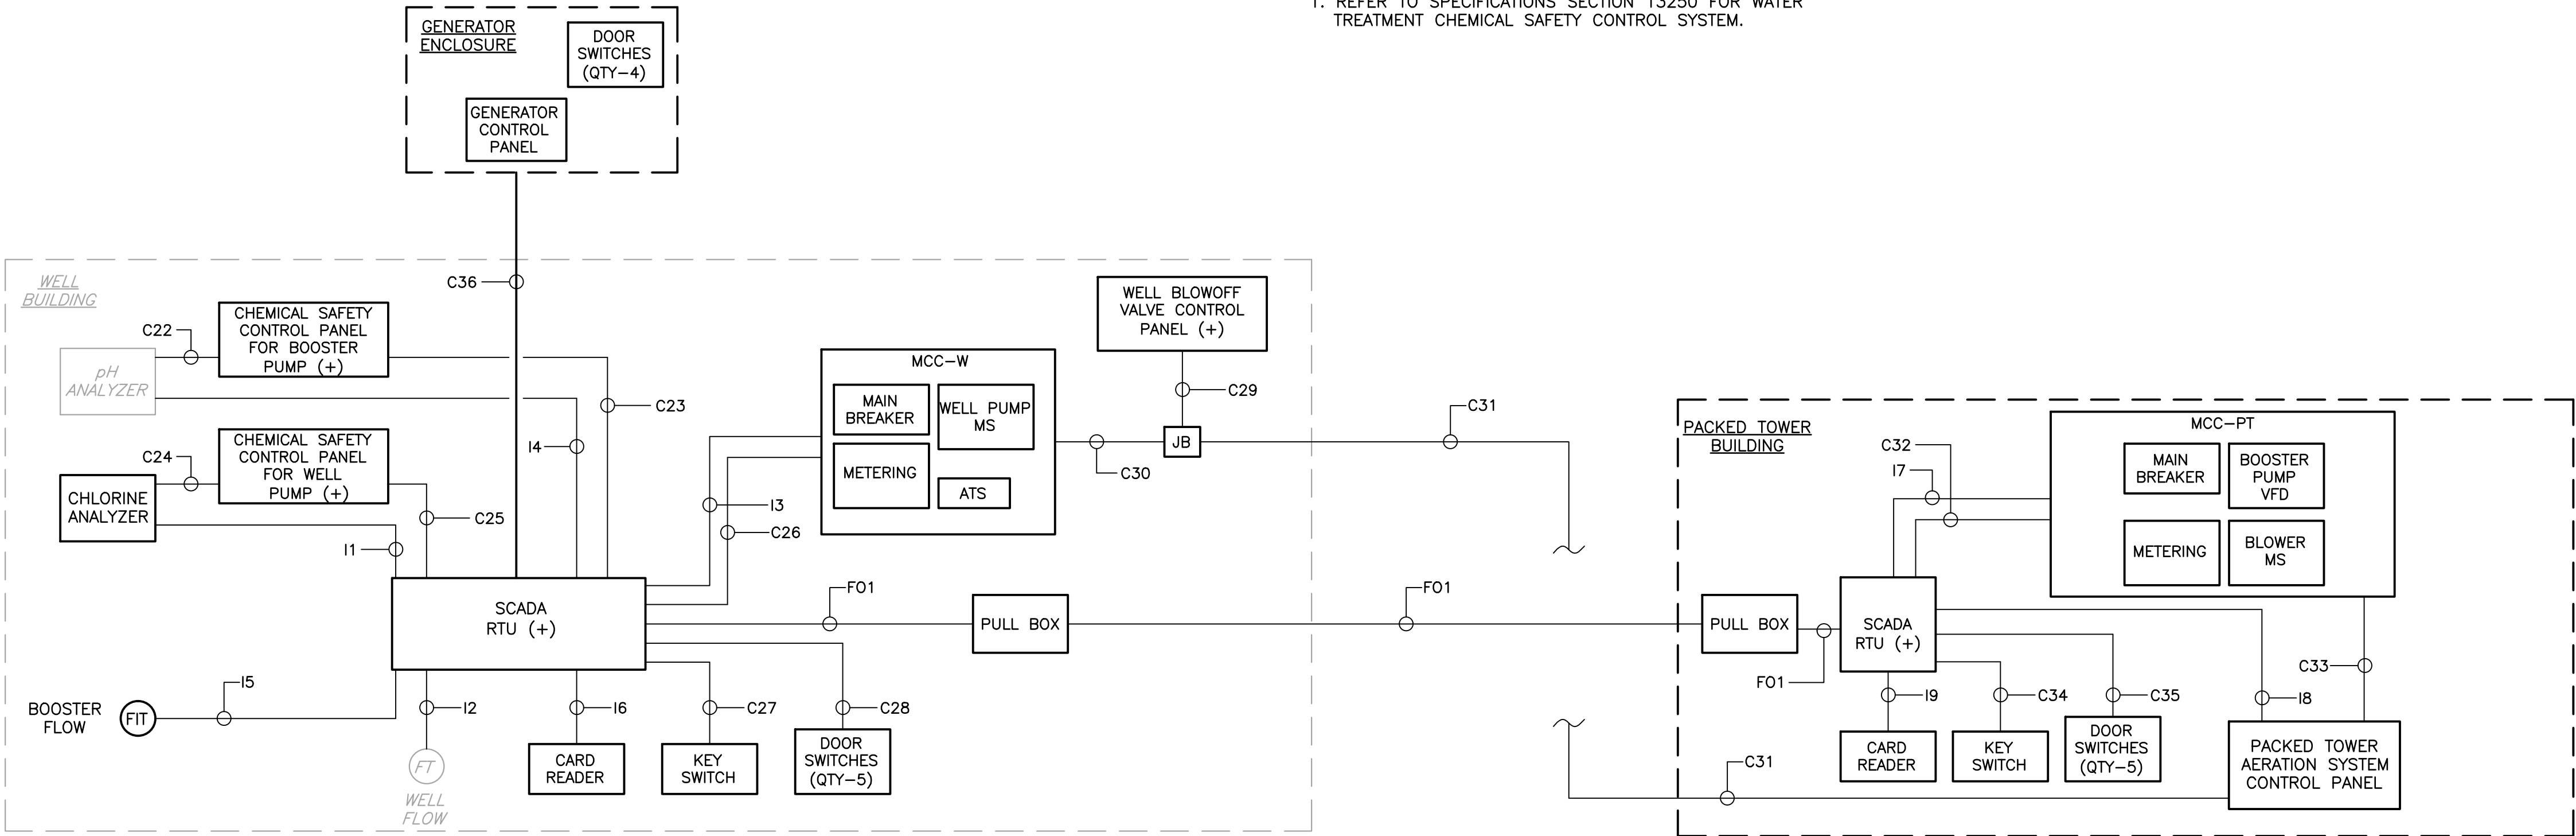 1. REFER TO SPECIFICATIONS SECTION 13250 FOR WATER
TREATMENT CHEMICAL SAFETY CONTROL SYSTEM.
GENERATOR
ENCLOSURE
DOOR
SWITCHES
(QTY-4)
GENERATOR
CONTROL
PANEL
C36
WELL
BUILDING
C22
CHEMICAL SAFETY
CONTROL PANEL
FOR BOOSTER
PUMP (+)
pH
ANALYZER
C23
I4
C24
CHEMICAL SAFETY
CONTROL PANEL
FOR WELL
PUMP (+)
CHLORINE
ANALYZER
C25
I1
MCC-W
MAIN
BREAKER
WELL PUMP
MS
METERING
ATS
I3
C26
WELL BLOWOFF
VALVE CONTROL
PANEL (+)
C29
JB
C30
C31
SCADA
RTU (+)
FO1
PULL BOX
FO1
BOOSTER
FLOW
FIT
I5
I2
FT
WELL
FLOW
I6
CARD
READER
C27
KEY
SWITCH
C28
DOOR
SWITCHES
(QTY-5)
PACKED TOWER
BUILDING
C32
I7
MCC-PT
MAIN
BREAKER
BOOSTER
PUMP
VFD
METERING
BLOWER
MS
PULL BOX
FO1
SCADA
RTU (+)
C33
I9
CARD
READER
C34
KEY
SWITCH
C35
DOOR
SWITCHES
(QTY-5)
I8
PACKED TOWER
AERATION SYSTEM
CONTROL PANEL
C31